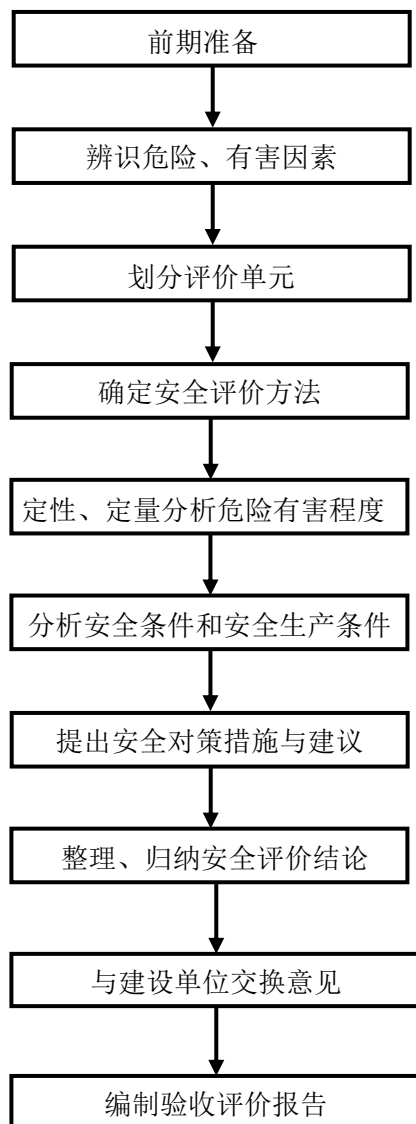 前期准备
辨识危险、有害因素
划分评价单元
确定安全评价方法
定性、定量分析危险有害程度
分析安全条件和安全生产条件
提出安全对策措施与建议
整理、归纳安全评价结论
与建设单位交换意见
编制验收评价报告